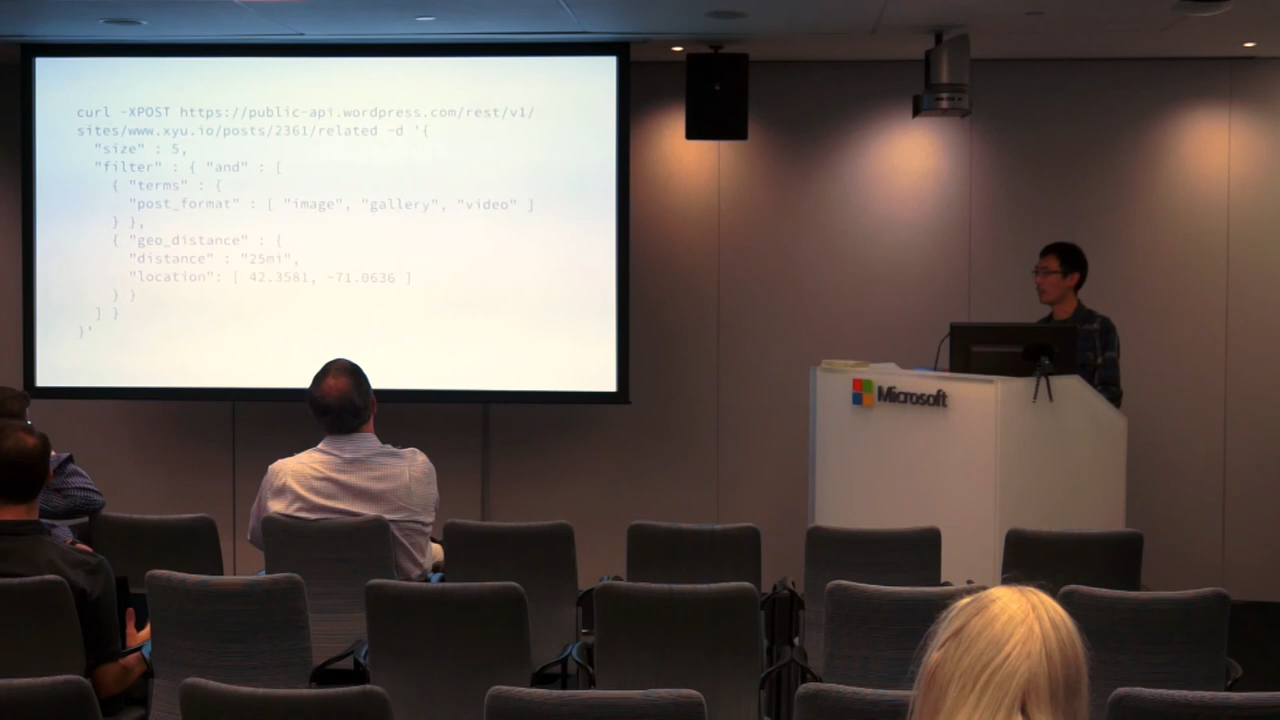 curl -XPOST https://public-api.wordpress.com/rest/v1/
sites/www.xyu.io/posts/2361/related -d '{
"size" : 5,
"filter" : { "and" : [
{ "terms" : {
"post_format" : [ "image", "gallery", "video" ]
} },
{ "geo_distance" : {
"distance" : "25mi",
"location": [ 42.3581, -71.0636 ]
} }
] }
}'
Microsoft